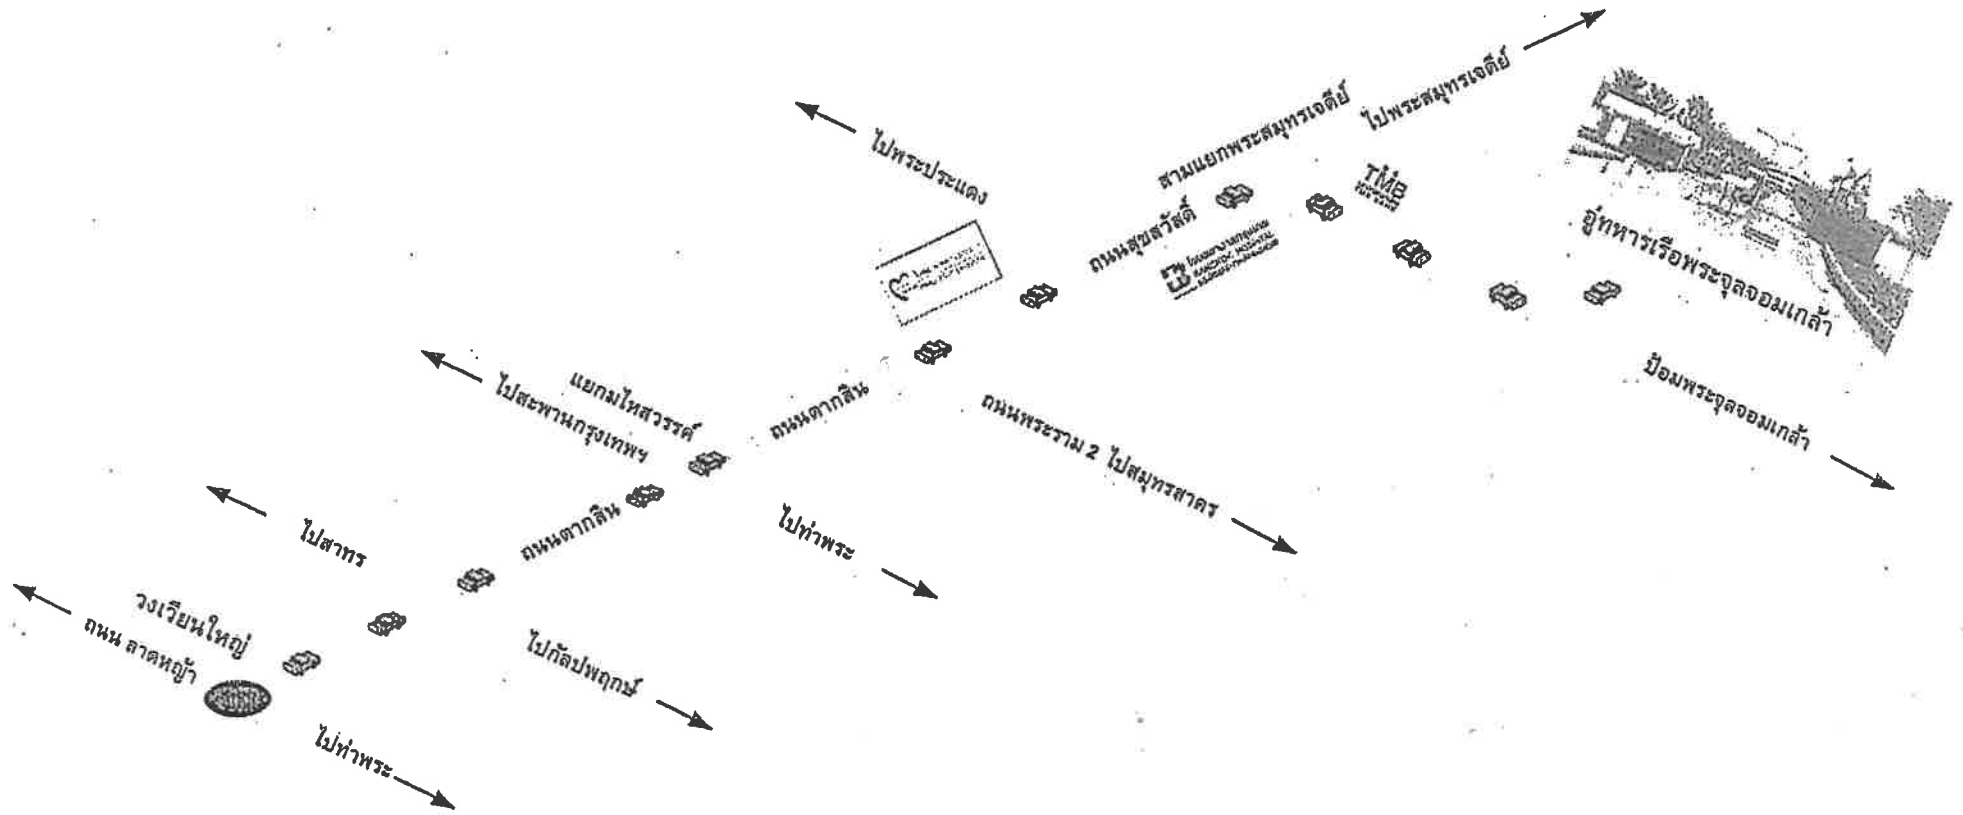 ไปพระสมุทรเจดีย์
สามแยกพระสมุทรเจดีย์
ไปพระประแดง
TMB
ถนนสุขสวัสดิ์
BANGKOK HOSPITAL
อู่ทหารเรือพระจุลจอมเกล้า
ป้อมพระจุลจอมเกล้า
แยกมไหสวรรค์
ไปสะพานกรุงเทพฯ
ถนนตากสิน
ถนนพระราม 2 ไปสมุทรสาคร
ถนนตากสิน
ไปท่าพระ
ไปสาทร
วงเวียนใหญ่
ถนน ลาดหญ้า
ไปกัลปพฤกษ์
ไปท่าพระ